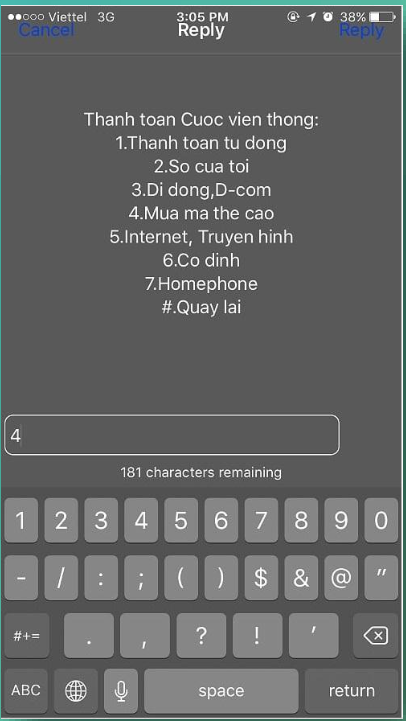 Viettel 3G 3:05 PM 38%
Cancel Reply Reply
Thanh toan Cuoc vien thong:
1.Thanh toan tu dong
2.So cua toi
3.Di dong,D-com
4.Mua ma the cao
5.Internet, Truyen hinh
6.Co dinh
7.Homephone
#.Quay lai
4
181 characters remaining
1 2 3 4 5 6 7 8 9 0
- / : ; ( ) $ & @ "
#+= . , ? ! '
ABC space return